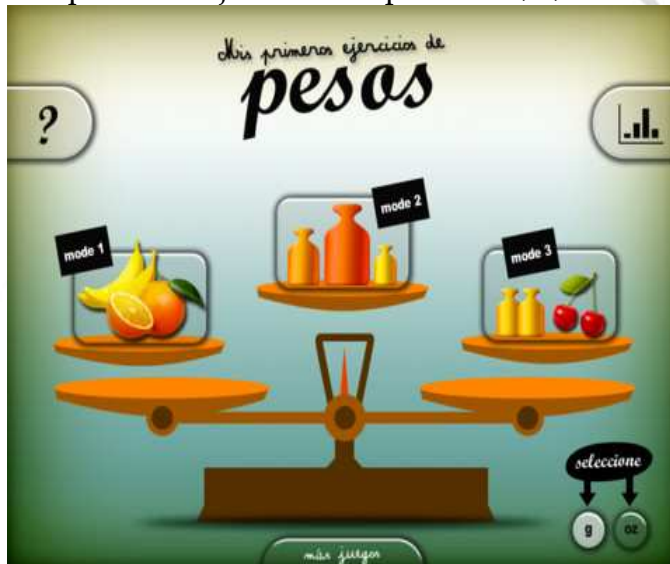 Mis primeros ejercicios de
pesos
?
mode 1
mode 2
mode 3
seleccione
g
oz
más juegos